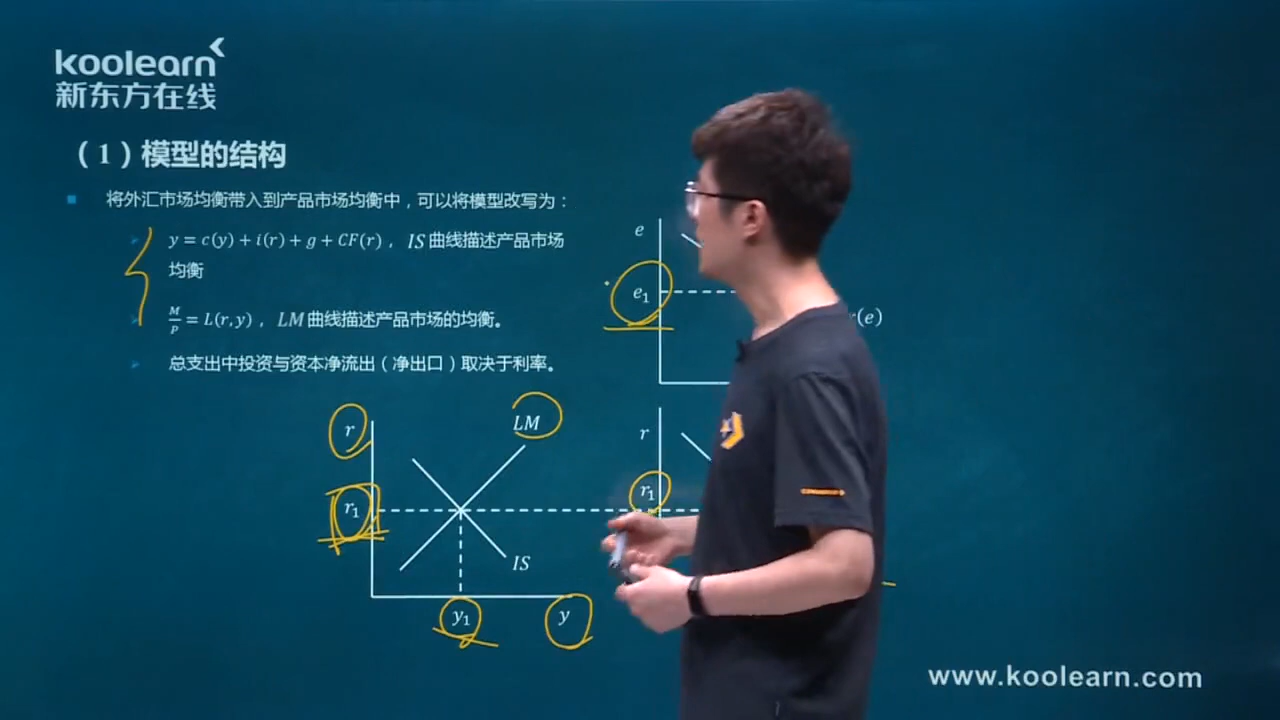 koolearn
新东方在线
（1）模型的结构
将外汇市场均衡带入到产品市场均衡中，可以将模型改写为：
y = c(y) + i(r) + g + CF(r)，IS曲线描述产品市场
均衡
M/P = L(r, y)，LM曲线描述产品市场的均衡。
总支出中投资与资本净流出（净出口）取决于利率。
e
e₁
(e)
r
LM
r₁
IS
y₁
y
r
r₁
www.koolearn.com